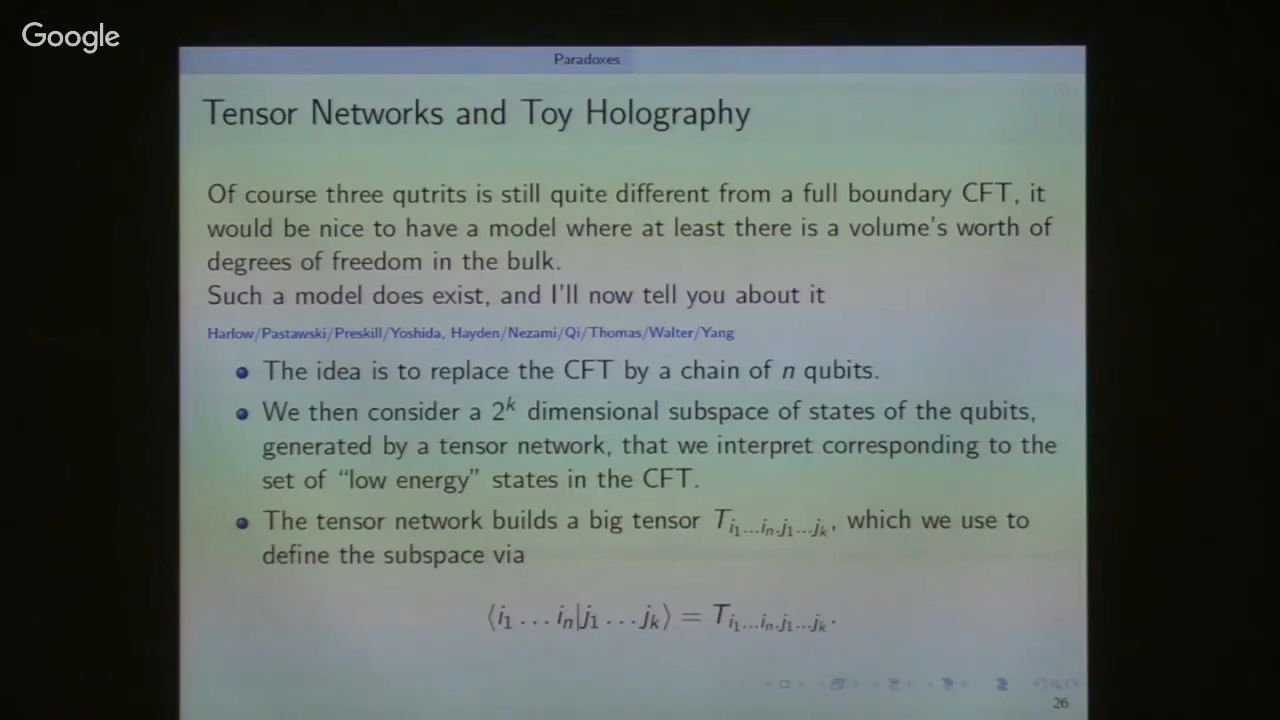 Google
Paradoxes
Tensor Networks and Toy Holography
Of course three qutrits is still quite different from a full boundary CFT, it
would be nice to have a model where at least there is a volume's worth of
degrees of freedom in the bulk.
Such a model does exist, and I'll now tell you about it
Harlow/Pastawski/Preskill/Yoshida, Hayden/Nezami/Qi/Thomas/Walter/Yang
The idea is to replace the CFT by a chain of n qubits.
We then consider a 2^k dimensional subspace of states of the qubits,
generated by a tensor network, that we interpret corresponding to the
set of “low energy” states in the CFT.
The tensor network builds a big tensor T_{i_1...i_n,j_1...j_k}, which we use to
define the subspace via
⟨i_1 ... i_n|j_1 ... j_k⟩ = T_{i_1...i_n,j_1...j_k}.
26